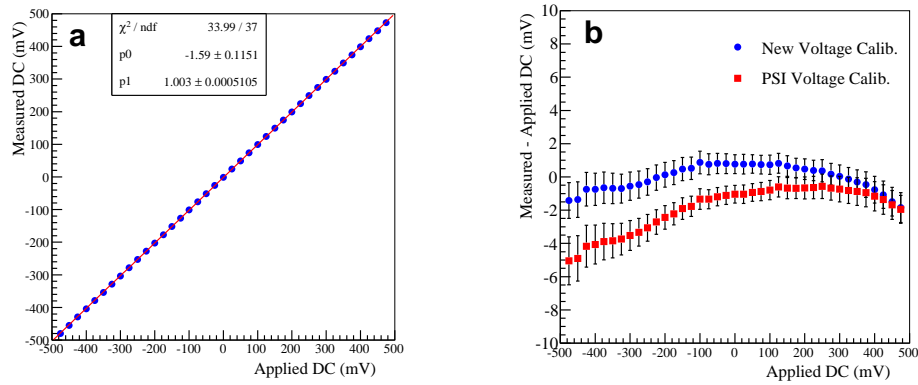 a
χ² / ndf 33.99 / 37
p0 -1.59 ± 0.1151
p1 1.003 ± 0.0005105
Measured DC (mV)
500
400
300
200
100
0
-100
-200
-300
-400
-500
-500 -400 -300 -200 -100 0 100 200 300 400 500
Applied DC (mV)
b
New Voltage Calib.
PSI Voltage Calib.
Measured - Applied DC (mV)
10
8
6
4
2
0
-2
-4
-6
-8
-10
-500 -400 -300 -200 -100 0 100 200 300 400 500
Applied DC (mV)